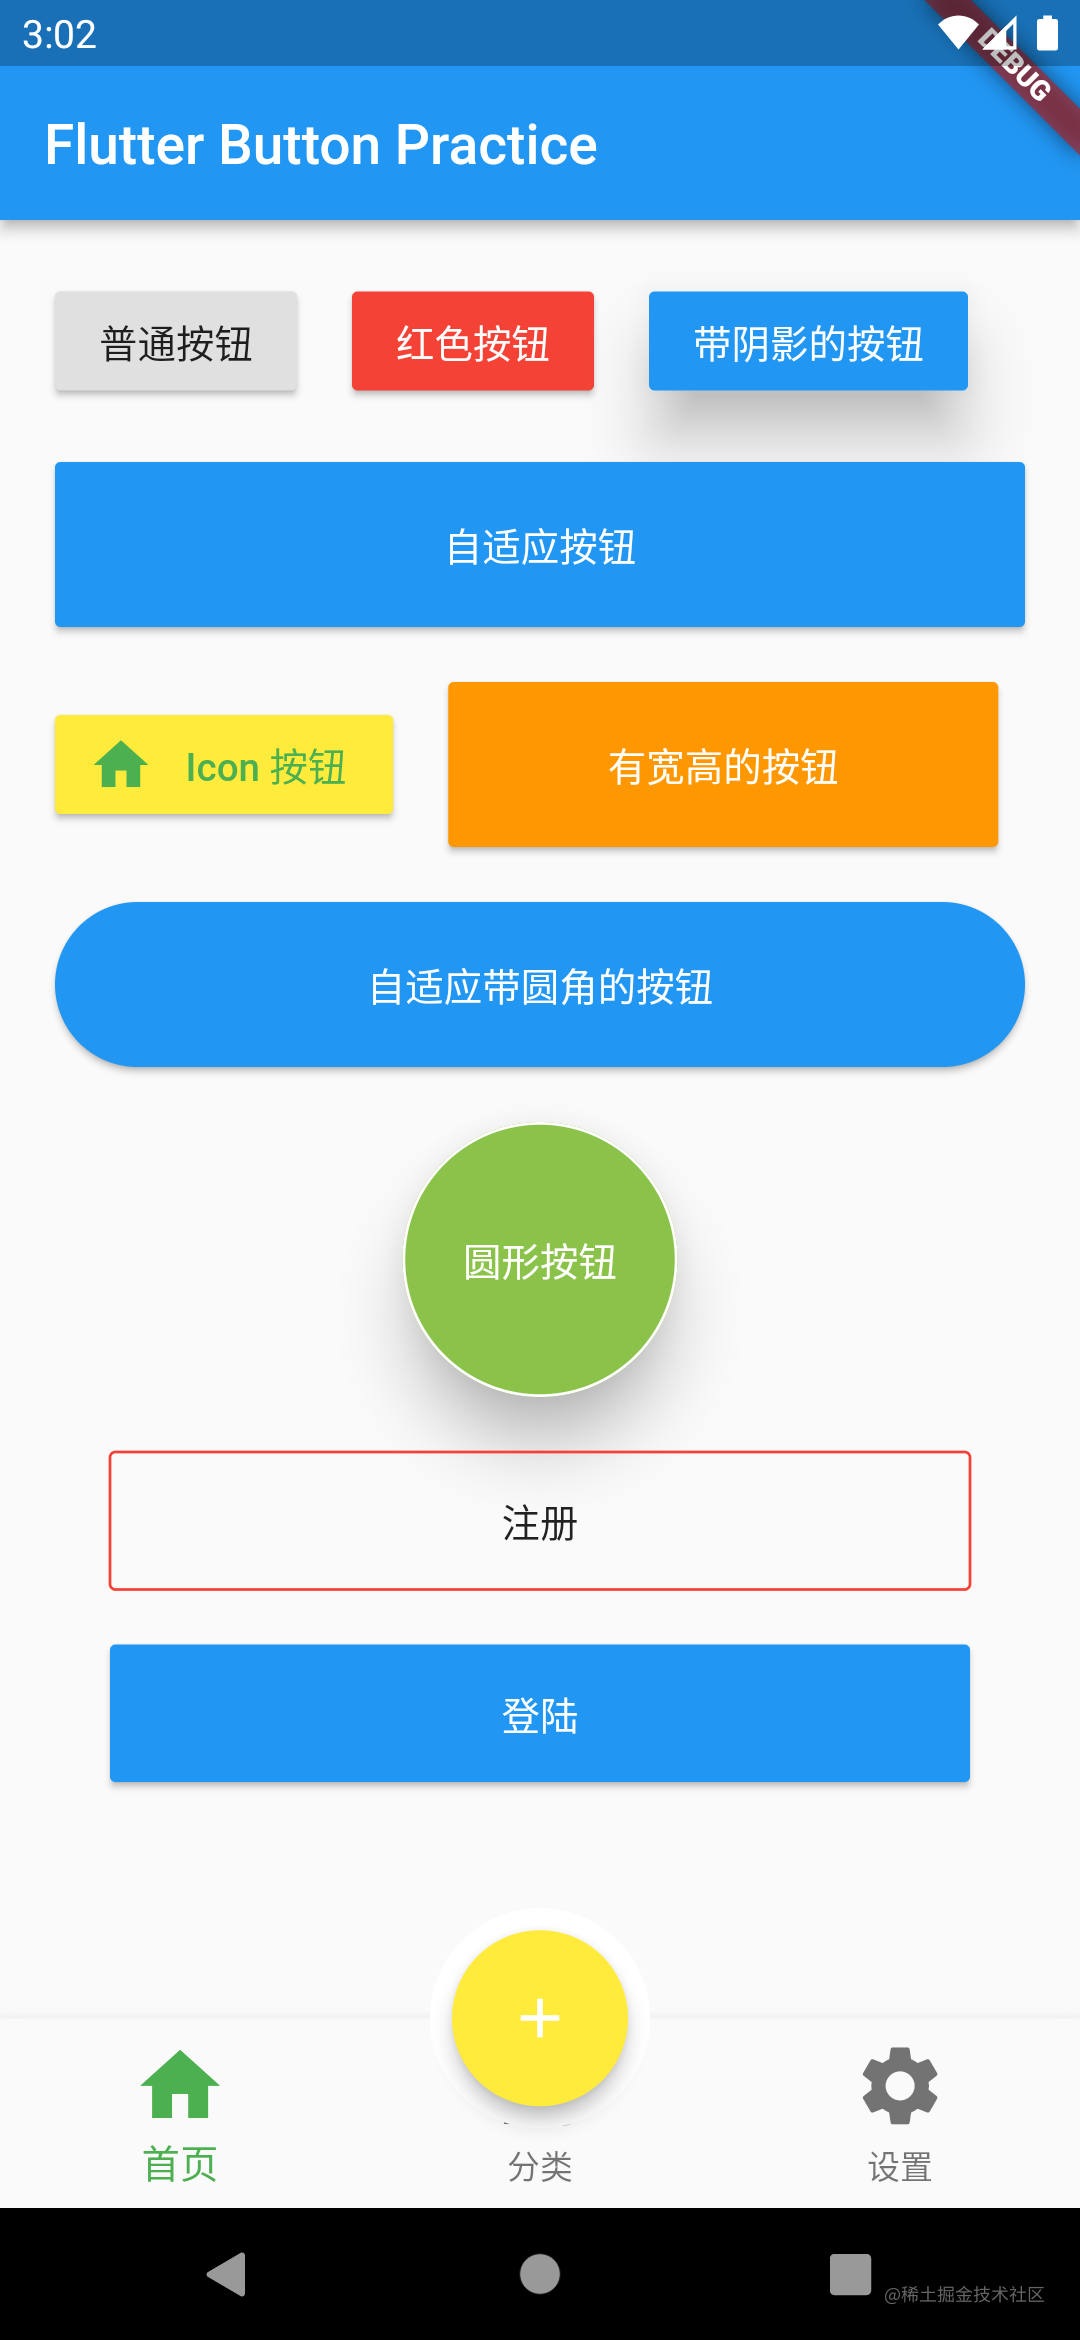 3:02
DEBUG
Flutter Button Practice
普通按钮
红色按钮
带阴影的按钮
自适应按钮
Icon 按钮
有宽高的按钮
自适应带圆角的按钮
圆形按钮
注册
登陆
首页
分类
设置
@稀土掘金技术社区